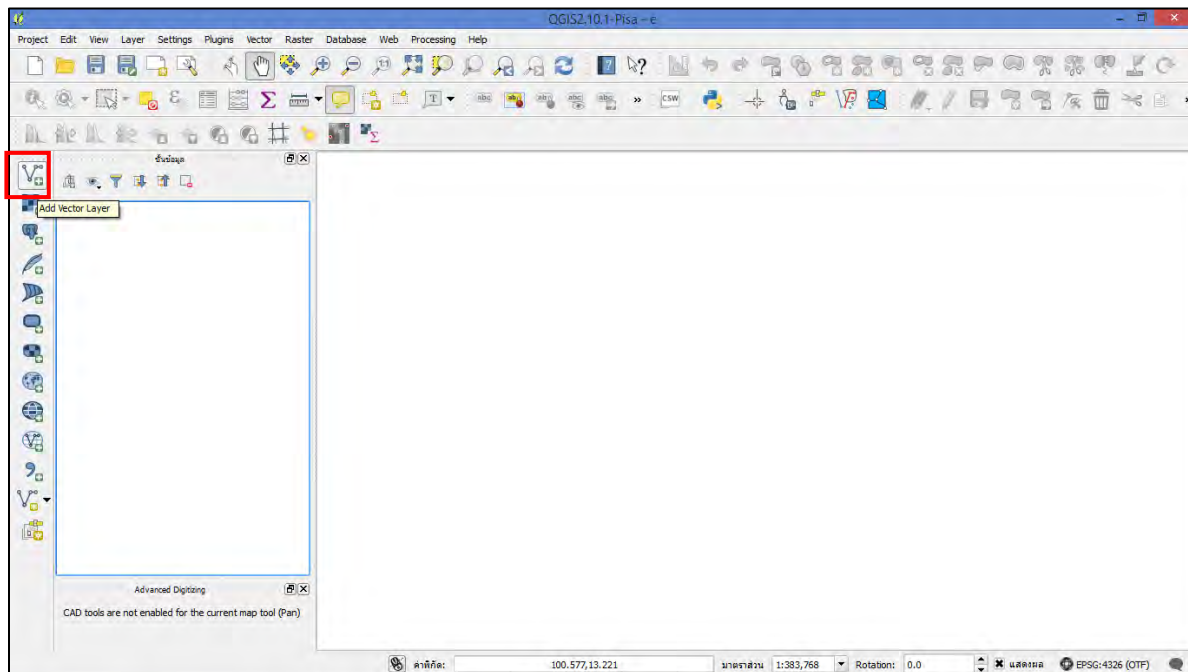 QGIS2.10.1-Pisa - e
Project Edit View Layer Settings Plugins Vector Raster Database Web Processing Help
CSW
ชั้นข้อมูล
Add Vector Layer
Advanced Digitizing
CAD tools are not enabled for the current map tool (Pan)
ค่าพิกัด: 100.577,13.221 มาตราส่วน 1:383,768 Rotation: 0.0 แสดงผล EPSG:4326 (OTF)